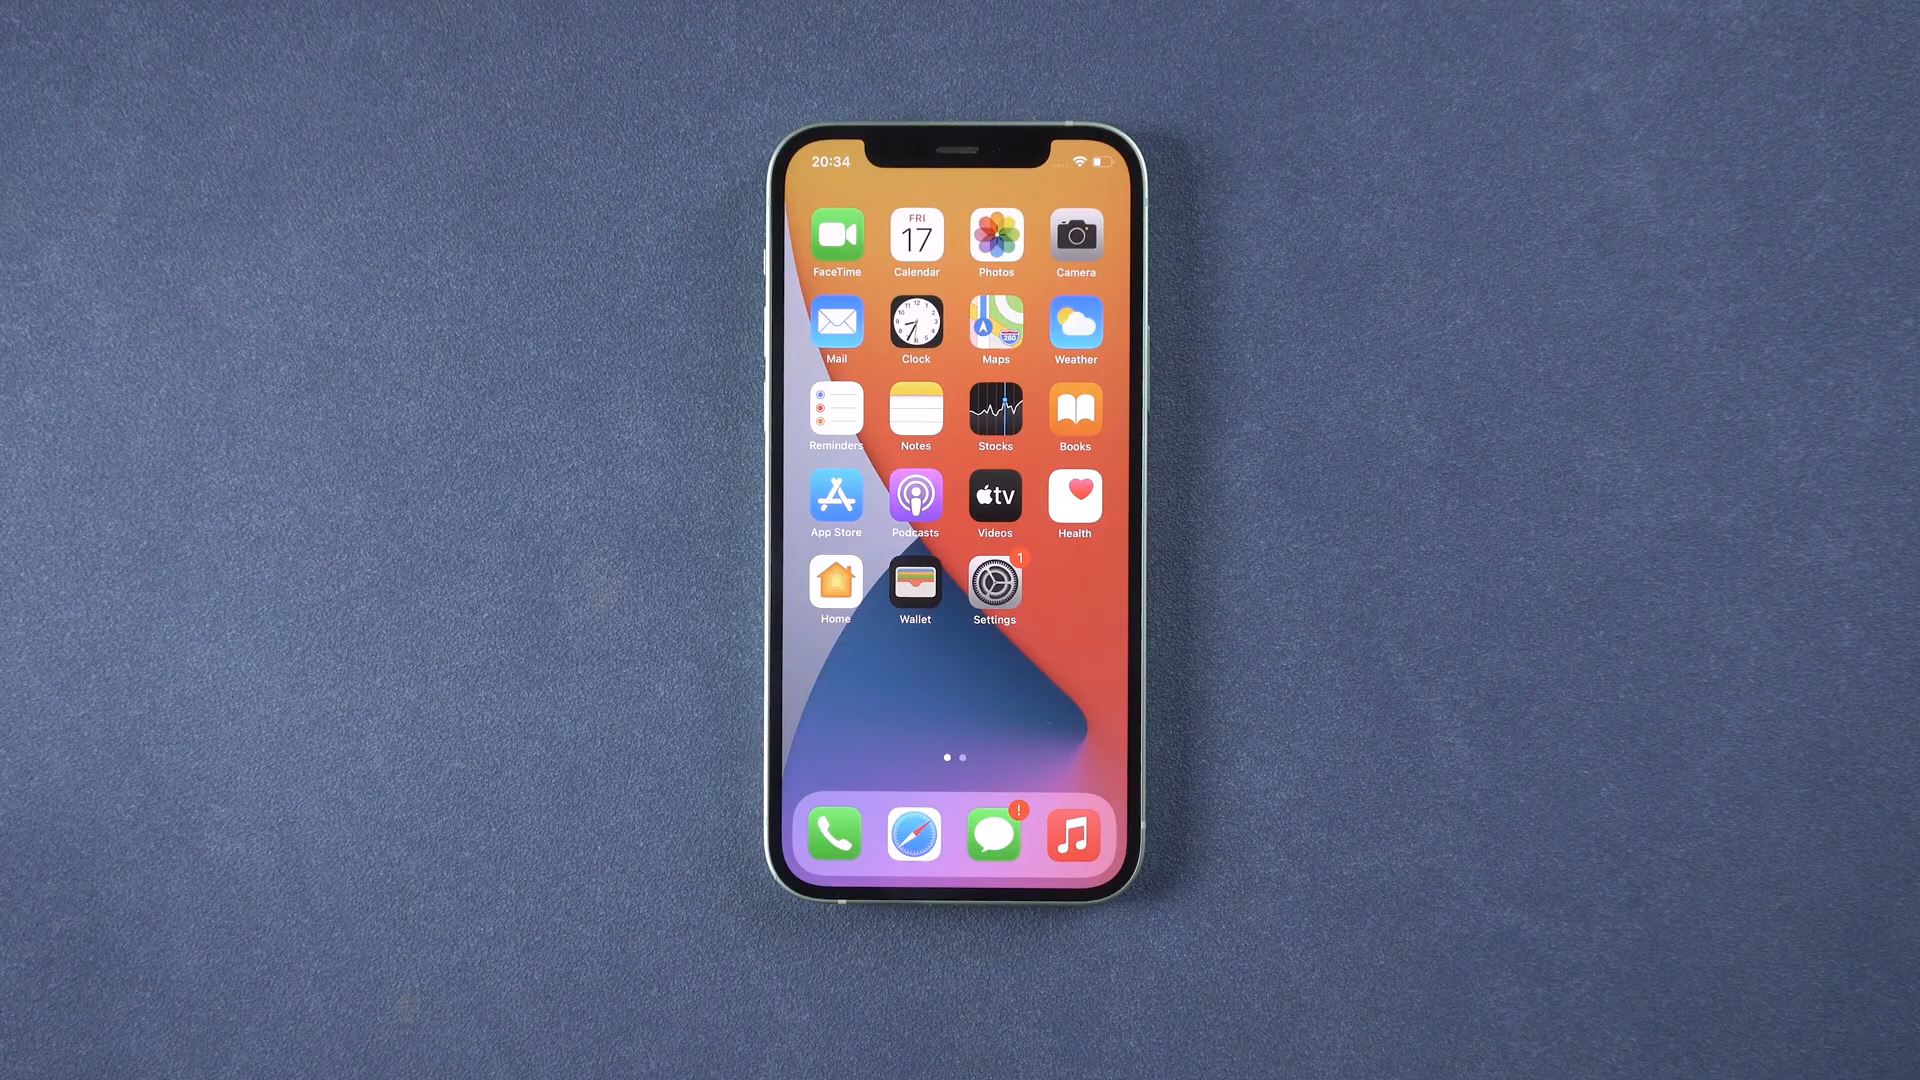 20:34
FRI
17
FaceTime Calendar Photos Camera
280
Mail Clock Maps Weather
Reminders Notes Stocks Books
tv
App Store Podcasts Videos Health
1
Home Wallet Settings
!